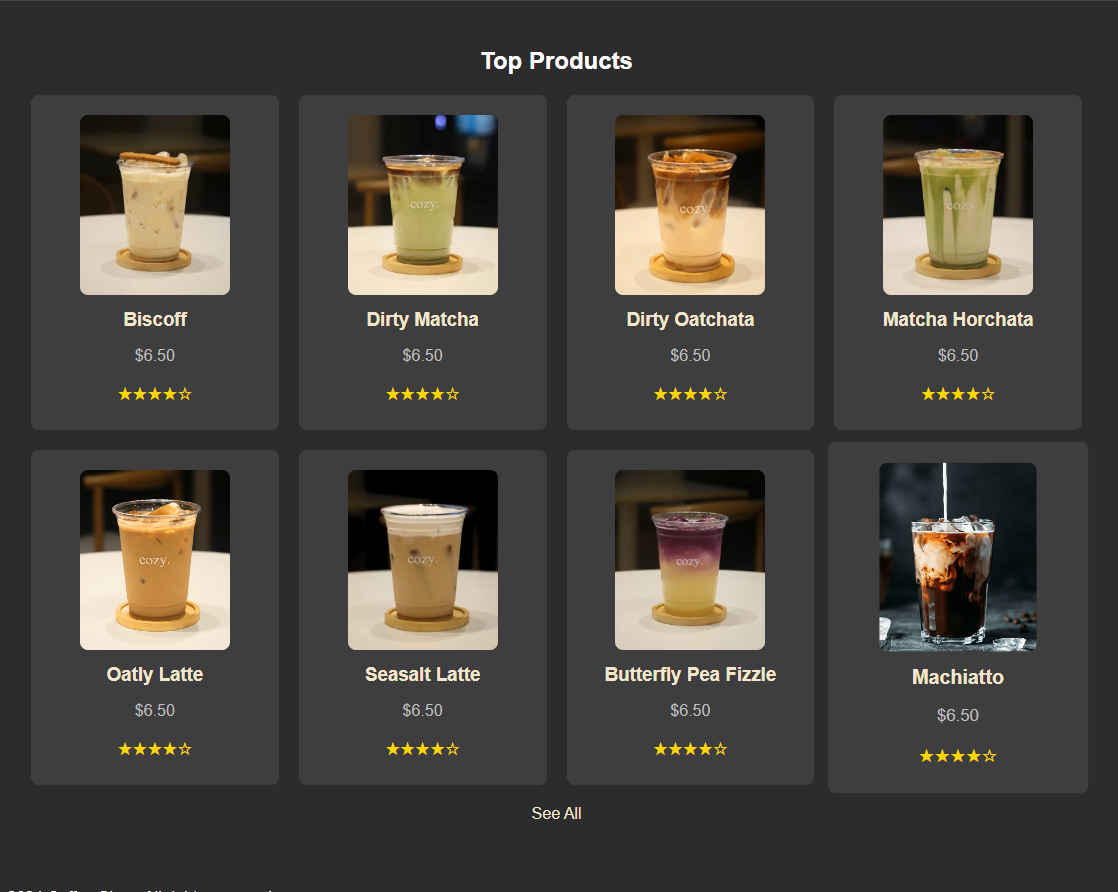 Top Products
cozy.
cozy.
cozy.
cozy.
Biscoff
Dirty Matcha
Dirty Oatchata
Matcha Horchata
$6.50
$6.50
$6.50
$6.50
★★★★☆
★★★★☆
★★★★☆
★★★★☆
cozy.
cozy.
cozy.
Oatly Latte
Seasalt Latte
Butterfly Pea Fizzle
Machiatto
$6.50
$6.50
$6.50
$6.50
★★★★☆
★★★★☆
★★★★☆
★★★★☆
See All